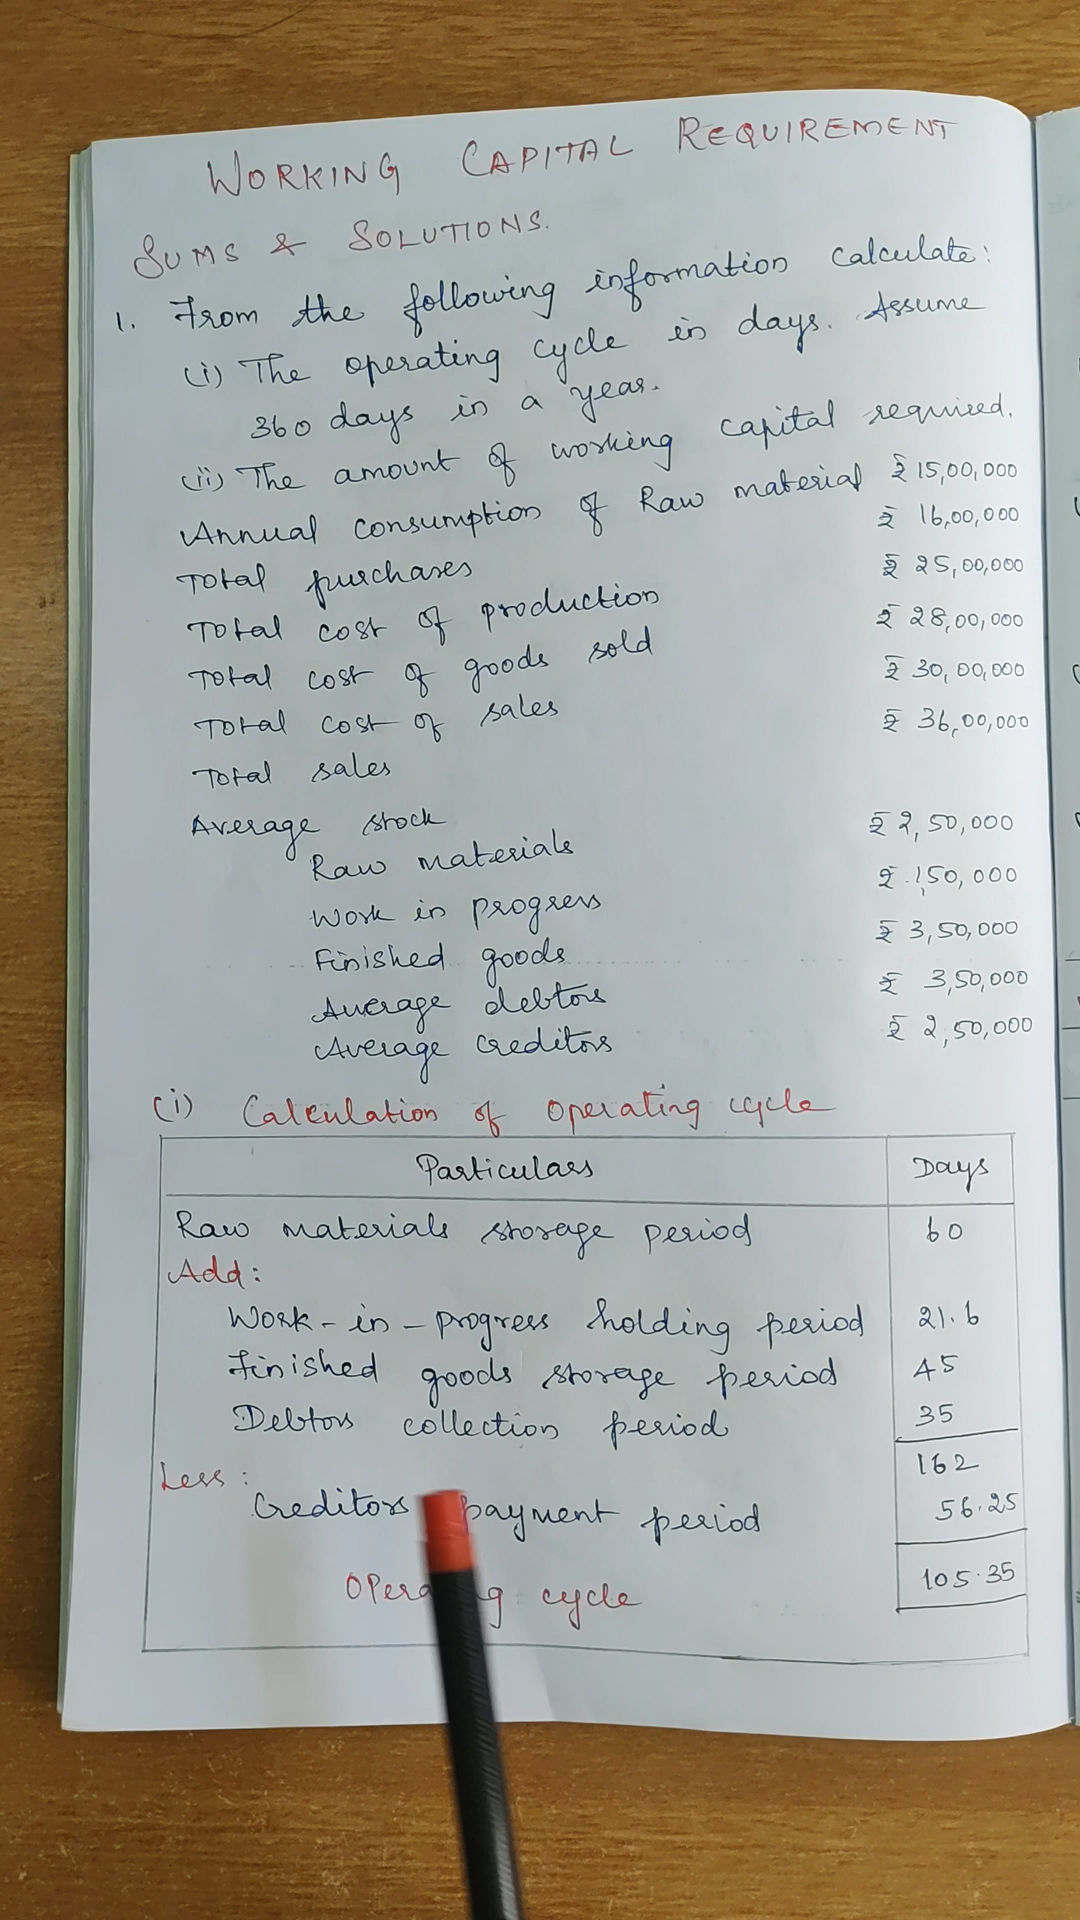 WORKING CAPITAL REQUIREMENT
SUMS & SOLUTIONS.
1. From the following information calculate:
(i) The operating cycle in days. Assume
360 days in a year.
(ii) The amount of working capital required.
Annual consumption of Raw material ₹ 15,00,000
Total purchases ₹ 16,00,000
Total cost of production ₹ 25,00,000
Total cost of goods sold ₹ 28,00,000
Total cost of sales ₹ 30,00,000
Total sales ₹ 36,00,000
Average stock
Raw materials ₹ 2,50,000
Work in progress ₹ 1,50,000
Finished goods ₹ 3,50,000
Average debtors ₹ 3,50,000
Average creditors ₹ 2,50,000
(i) Calculation of operating cycle
Particulars Days
Raw materials storage period 60
Add:
Work-in-progress holding period 21.6
Finished goods storage period 45
Debtors collection period 35
162
Less:
Creditors payment period 56.25
cycle 105.35